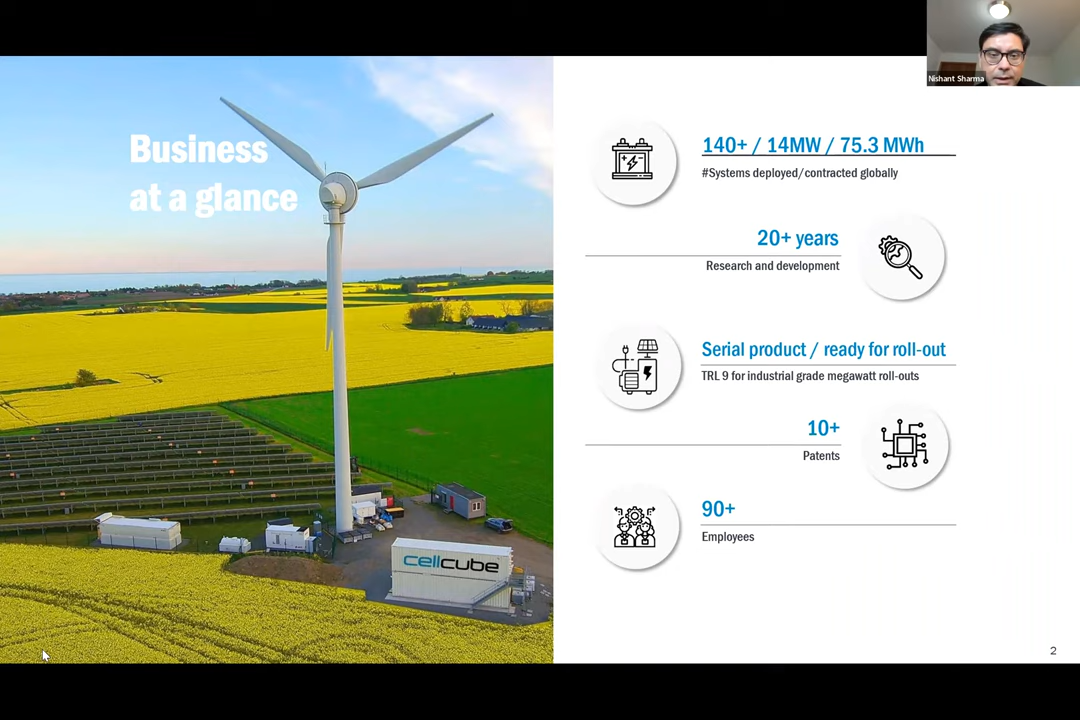 Nishant Sharma
Business
at a glance
140+ / 14MW / 75.3 MWh
#Systems deployed/contracted globally
20+ years
Research and development
Serial product / ready for roll-out
TRL 9 for industrial grade megawatt roll-outs
10+
Patents
90+
Employees
cellcube
2